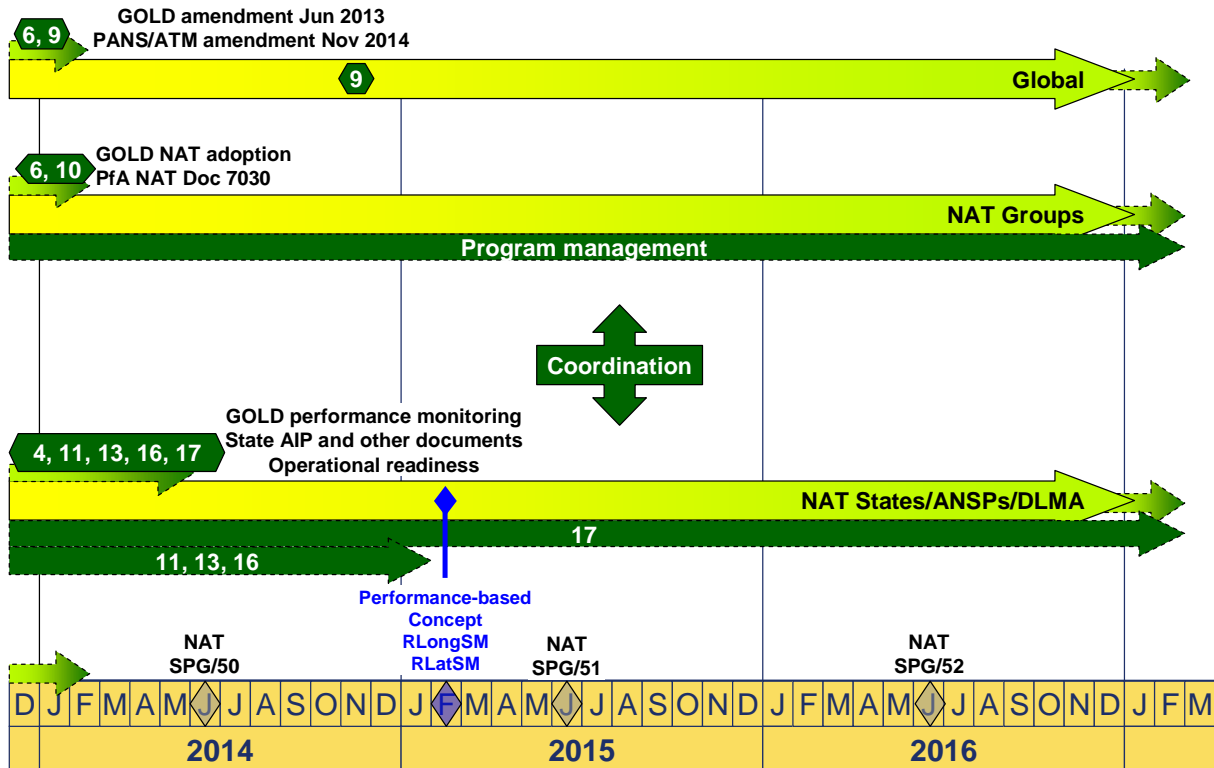 GOLD amendment Jun 2013
6, 9
PANS/ATM amendment Nov 2014
9
Global
GOLD NAT adoption
6, 10
PfA NAT Doc 7030
NAT Groups
Program management
Coordination
GOLD performance monitoring
4, 11, 13, 16, 17
State AIP and other documents
Operational readiness
NAT States/ANSPs/DLMA
17
11, 13, 16
Performance-based
Concept
RLongSM
RLatSM
NAT
SPG/50
NAT
SPG/51
NAT
SPG/52
D J F M A M J J A S O N D J F M A M J J A S O N D J F M A M J J A S O N D J F M
2014 2015 2016